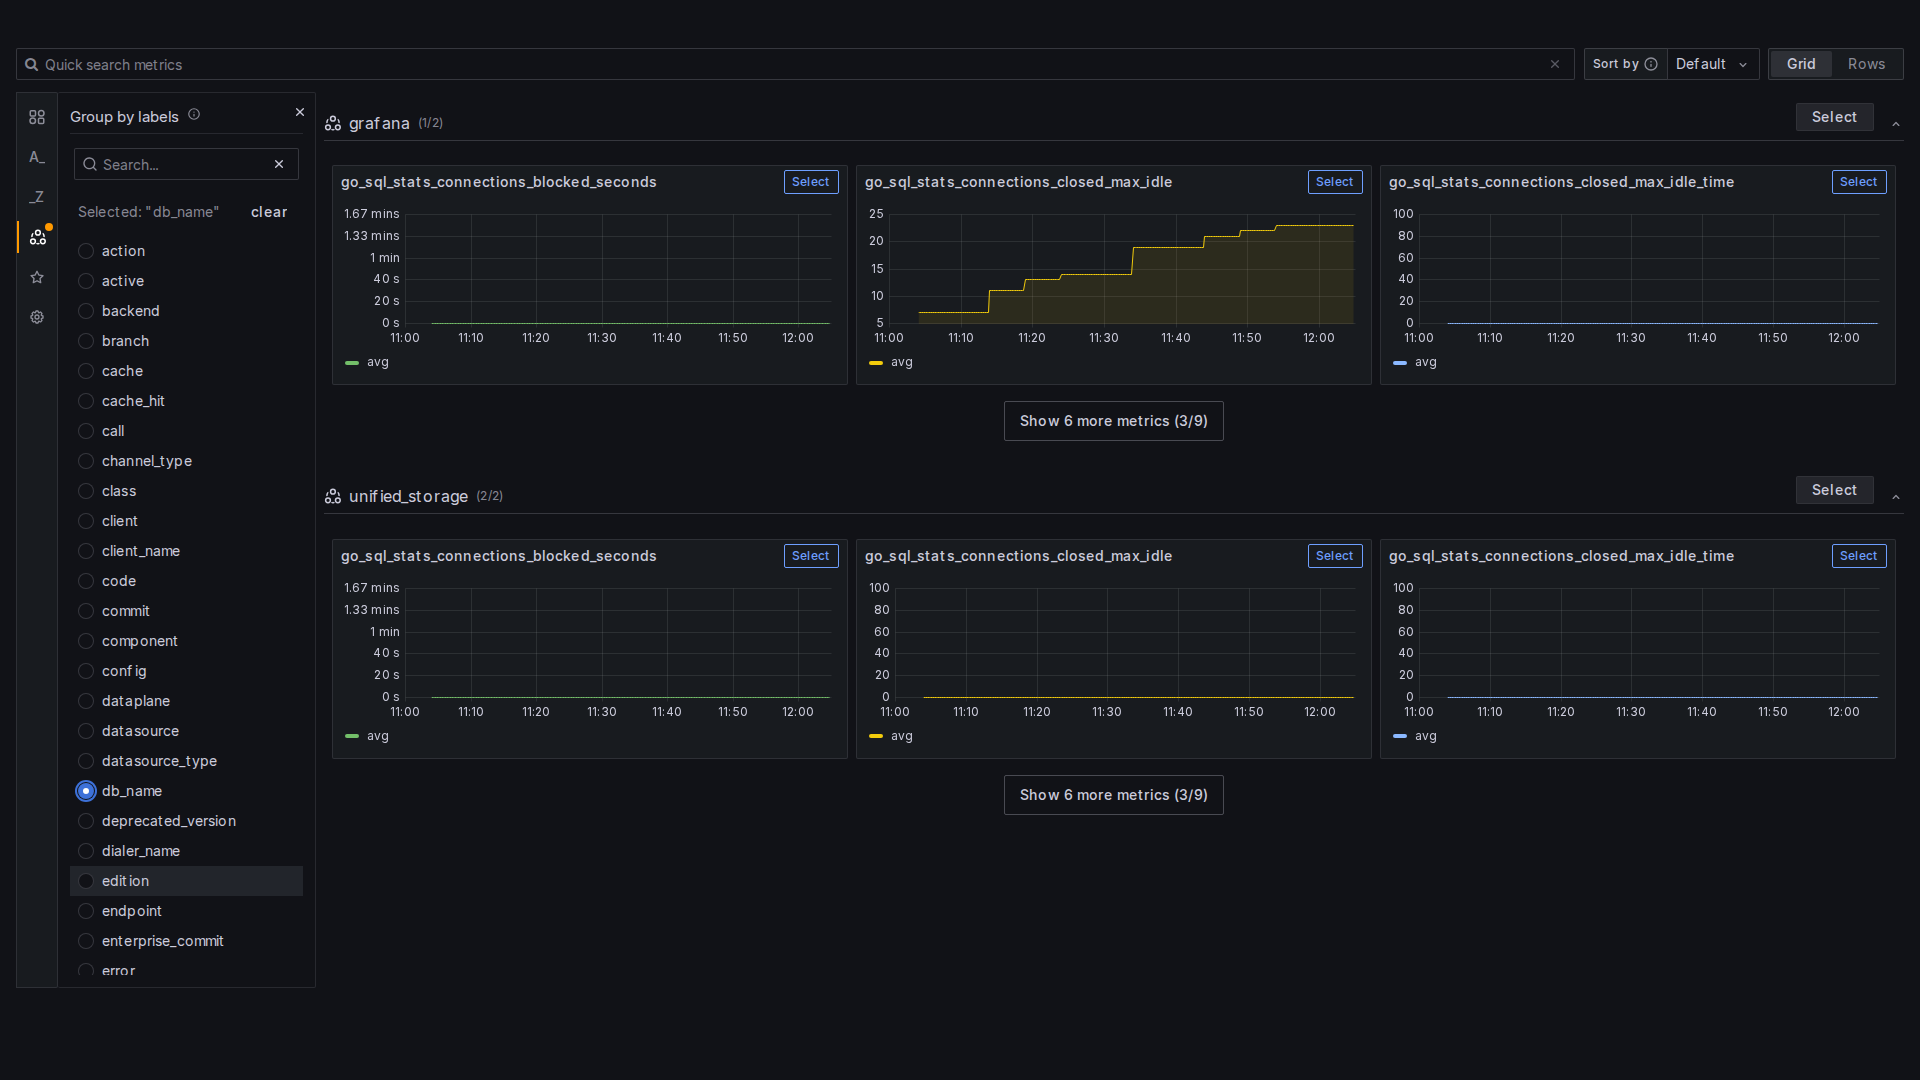 Quick search metrics
Sort by
Default
Grid
Rows
A_
_Z
Group by labels
Search...
Selected: "db_name"
clear
action
active
backend
branch
cache
cache_hit
call
channel_type
class
client
client_name
code
commit
component
config
dataplane
datasource
datasource_type
db_name
deprecated_version
dialer_name
edition
endpoint
enterprise_commit
error
grafana (1/2)
Select
go_sql_stats_connections_blocked_seconds
Select
1.67 mins
1.33 mins
1 min
40 s
20 s
0 s
11:00 11:10 11:20 11:30 11:40 11:50 12:00
avg
go_sql_stats_connections_closed_max_idle
Select
25
20
15
10
5
11:00 11:10 11:20 11:30 11:40 11:50 12:00
avg
go_sql_stats_connections_closed_max_idle_time
Select
100
80
60
40
20
0
11:00 11:10 11:20 11:30 11:40 11:50 12:00
avg
Show 6 more metrics (3/9)
unified_storage (2/2)
Select
go_sql_stats_connections_blocked_seconds
Select
1.67 mins
1.33 mins
1 min
40 s
20 s
0 s
11:00 11:10 11:20 11:30 11:40 11:50 12:00
avg
go_sql_stats_connections_closed_max_idle
Select
100
80
60
40
20
0
11:00 11:10 11:20 11:30 11:40 11:50 12:00
avg
go_sql_stats_connections_closed_max_idle_time
Select
100
80
60
40
20
0
11:00 11:10 11:20 11:30 11:40 11:50 12:00
avg
Show 6 more metrics (3/9)